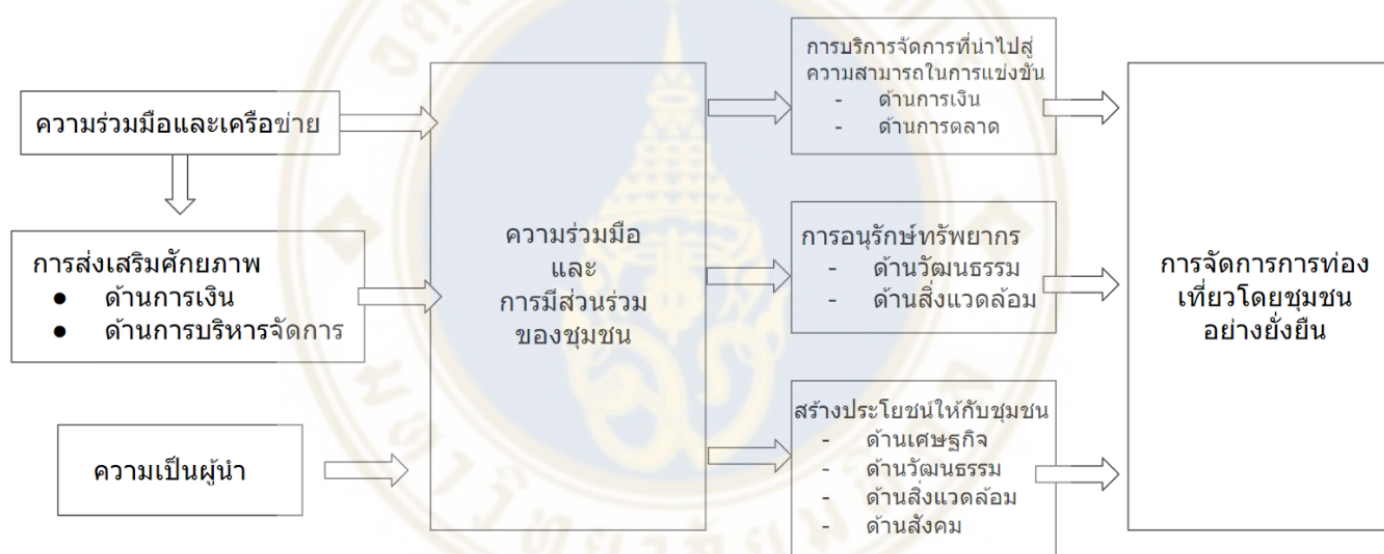 ความร่วมมือและเครือข่าย
การส่งเสริมศักยภาพ
● ด้านการเงิน
● ด้านการบริหารจัดการ
ความเป็นผู้นำ
ความร่วมมือ
และ
การมีส่วนร่วม
ของชุมชน
การบริการจัดการที่นำไปสู่
ความสามารถในการแข่งขัน
- ด้านการเงิน
- ด้านการตลาด
การอนุรักษ์ทรัพยากร
- ด้านวัฒนธรรม
- ด้านสิ่งแวดล้อม
สร้างประโยชน์ให้กับชุมชน
- ด้านเศรษฐกิจ
- ด้านวัฒนธรรม
- ด้านสิ่งแวดล้อม
- ด้านสังคม
การจัดการการท่อง
เที่ยวโดยชุมชน
อย่างยั่งยืน